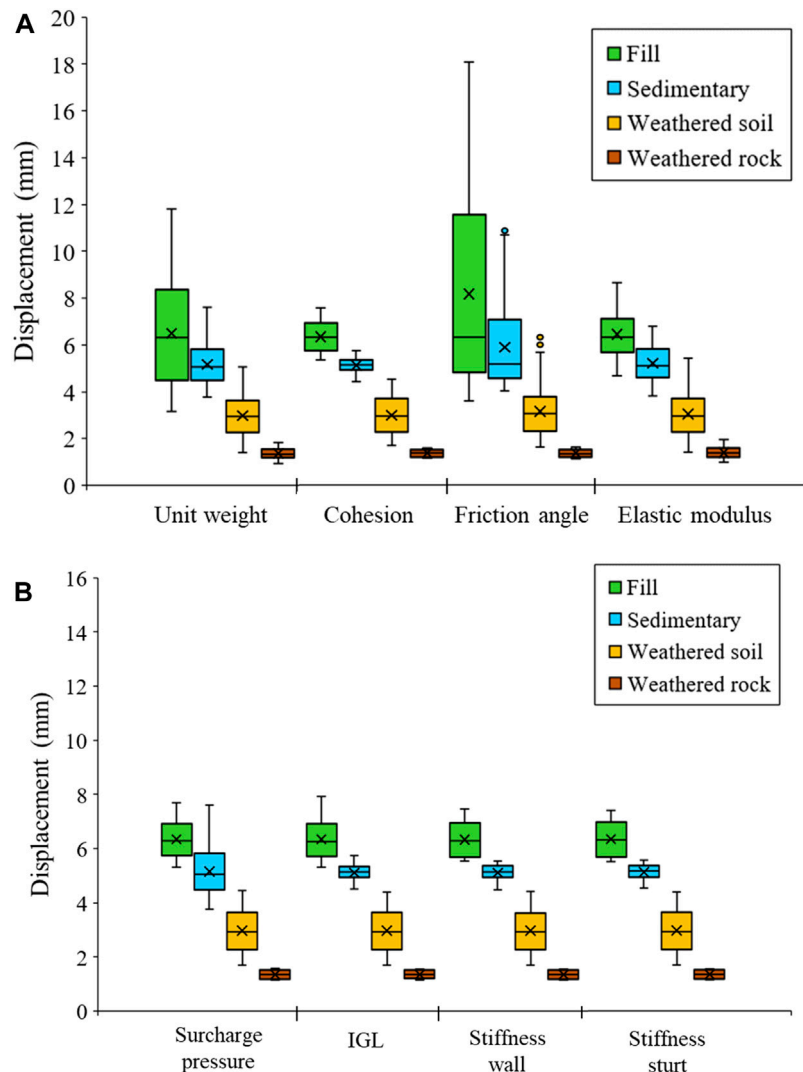 A
20
18
16
14
12
10
8
6
4
2
0
Displacement (mm)
Fill
Sedimentary
Weathered soil
Weathered rock
Unit weight
Cohesion
Friction angle
Elastic modulus
B
16
14
12
10
8
6
4
2
0
Displacement (mm)
Fill
Sedimentary
Weathered soil
Weathered rock
Surcharge
pressure
IGL
Stiffness
wall
Stiffness
sturt